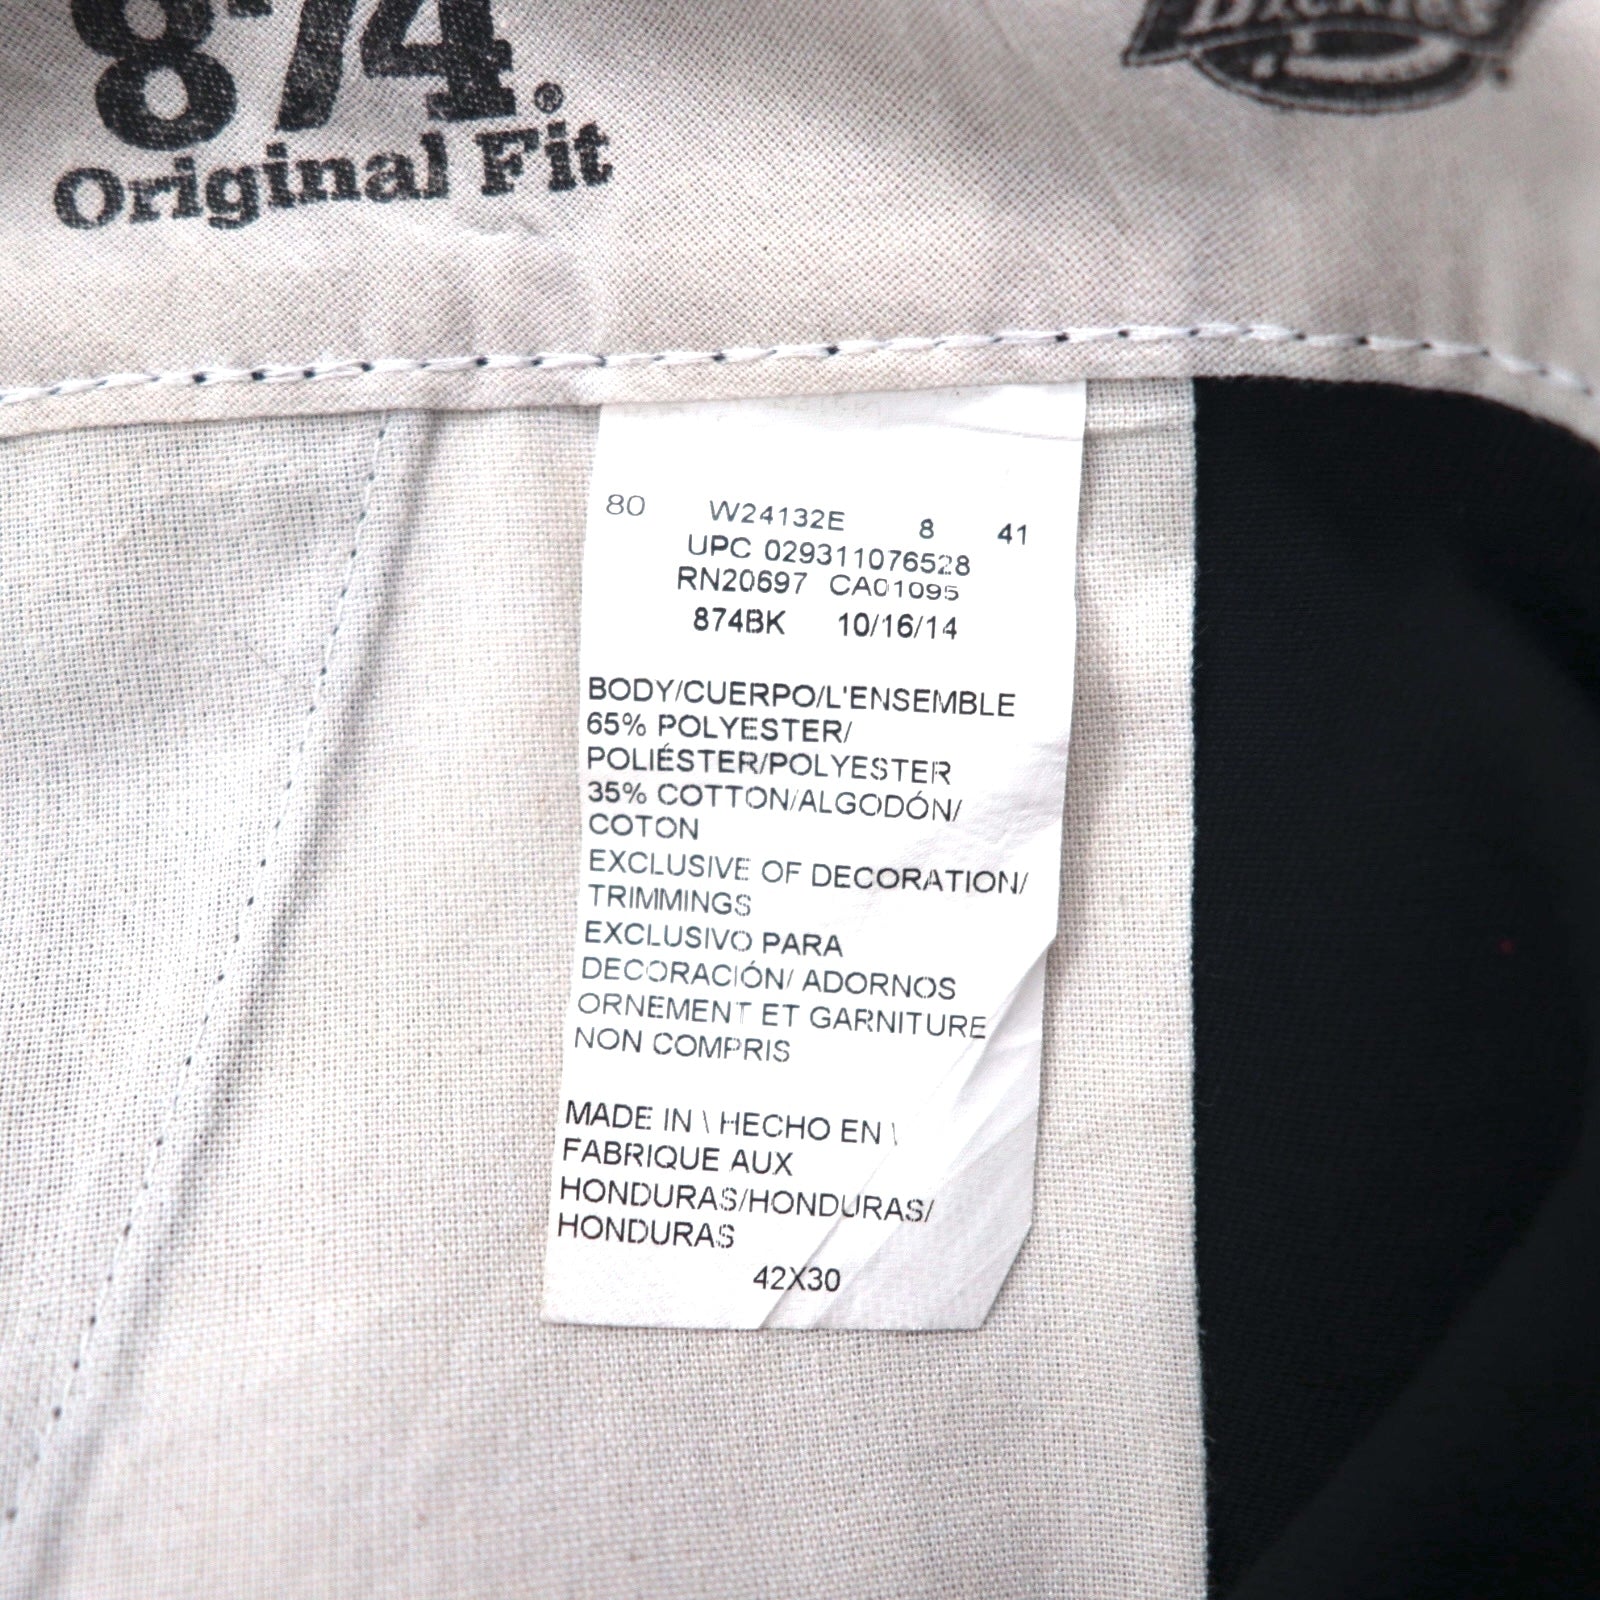 874®
Original Fit
DICKIES
80 W24132E 8 41
UPC 029311076528
RN20697 CA01095
874BK 10/16/14
BODY/CUERPO/L'ENSEMBLE
65% POLYESTER/
POLIÉSTER/POLYESTER
35% COTTON/ALGODÓN/
COTON
EXCLUSIVE OF DECORATION/
TRIMMINGS
EXCLUSIVO PARA
DECORACIÓN/ ADORNOS
ORNEMENT ET GARNITURE
NON COMPRIS
MADE IN \ HECHO EN \
FABRIQUE AUX
HONDURAS/HONDURAS/
HONDURAS
42X30